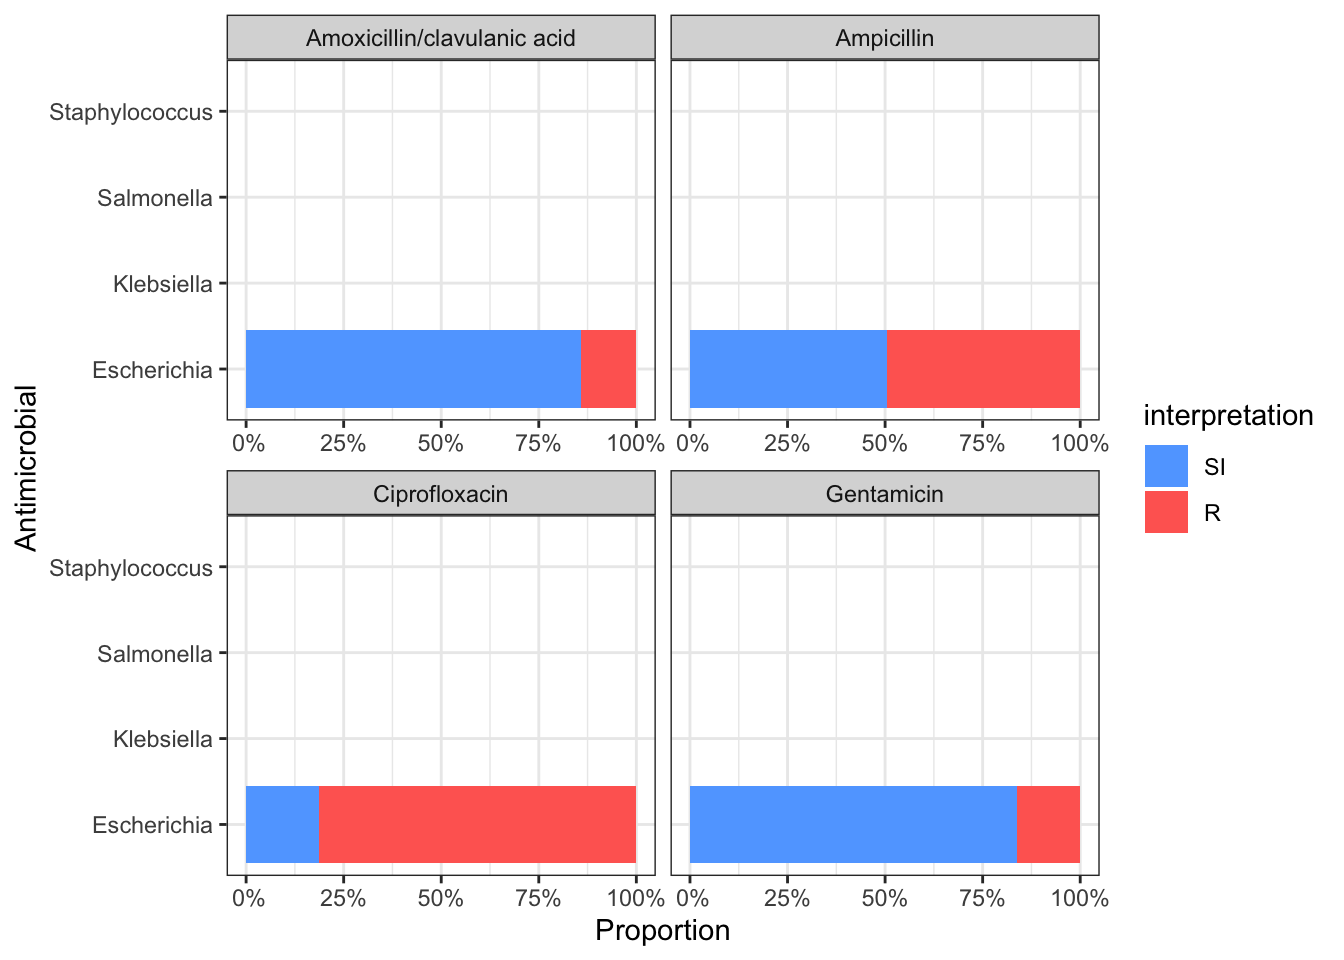 Amoxicillin/clavulanic acid
Ampicillin
Staphylococcus
Salmonella
Klebsiella
Escherichia
0% 25% 50% 75% 100%
0% 25% 50% 75% 100%
Ciprofloxacin
Gentamicin
Staphylococcus
Salmonella
Klebsiella
Escherichia
0% 25% 50% 75% 100%
0% 25% 50% 75% 100%
Antimicrobial
Proportion
interpretation
SI
R